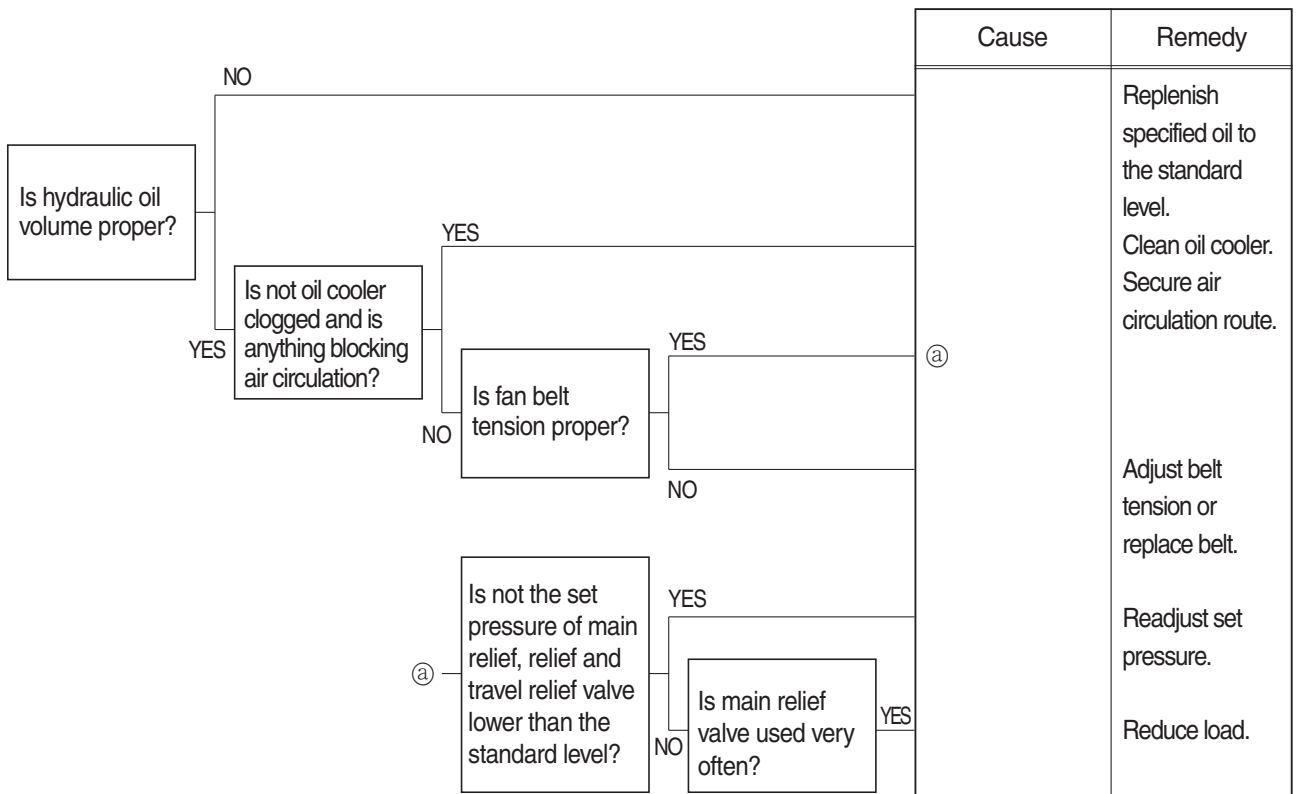 Cause
Remedy
NO
Replenish
specified oil to
the standard
level.
Is hydraulic oil
volume proper?
YES
Clean oil cooler.
Secure air
circulation route.
YES
Is not oil cooler
clogged and is
anything blocking
air circulation?
YES
ⓐ
NO
Is fan belt
tension proper?
NO
Adjust belt
tension or
replace belt.
ⓐ
Is not the set
pressure of main
relief, relief and
travel relief valve
lower than the
standard level?
YES
Readjust set
pressure.
NO
Is main relief
valve used very
often?
YES
Reduce load.